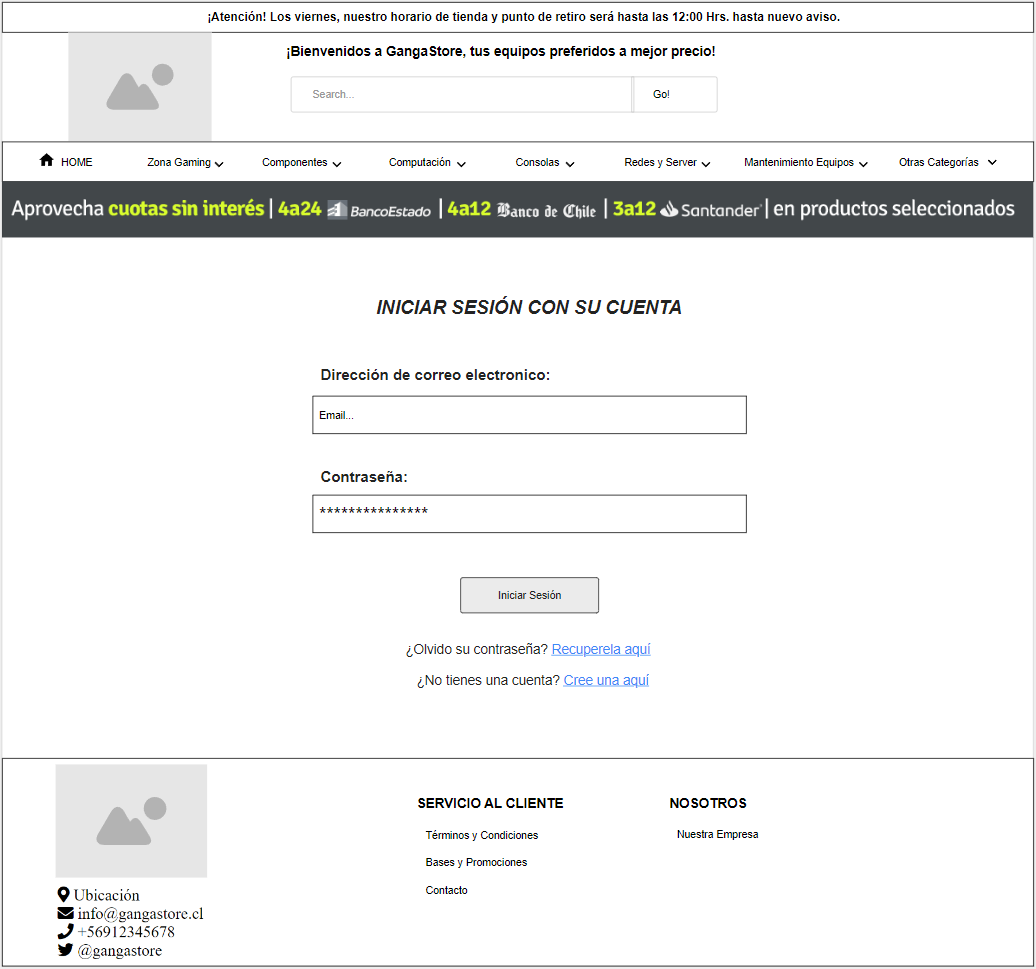 ¡Atención! Los viernes, nuestro horario de tienda y punto de retiro será hasta las 12:00 Hrs. hasta nuevo aviso.
¡Bienvenidos a GangaStore, tus equipos preferidos a mejor precio!
Search... Go!
HOME Zona Gaming Componentes Computación Consolas Redes y Server Mantenimiento Equipos Otras Categorías
Aprovecha cuotas sin interés | 4a24 BancoEstado | 4a12 Banco de Chile | 3a12 Santander | en productos seleccionados
INICIAR SESIÓN CON SU CUENTA
Dirección de correo electronico:
Email...
Contraseña:
***************
Iniciar Sesión
¿Olvido su contraseña? Recuperela aquí
¿No tienes una cuenta? Cree una aquí
SERVICIO AL CLIENTE
Términos y Condiciones
Bases y Promociones
Contacto
NOSOTROS
Nuestra Empresa
Ubicación
info@gangastore.cl
+56912345678
@gangastore